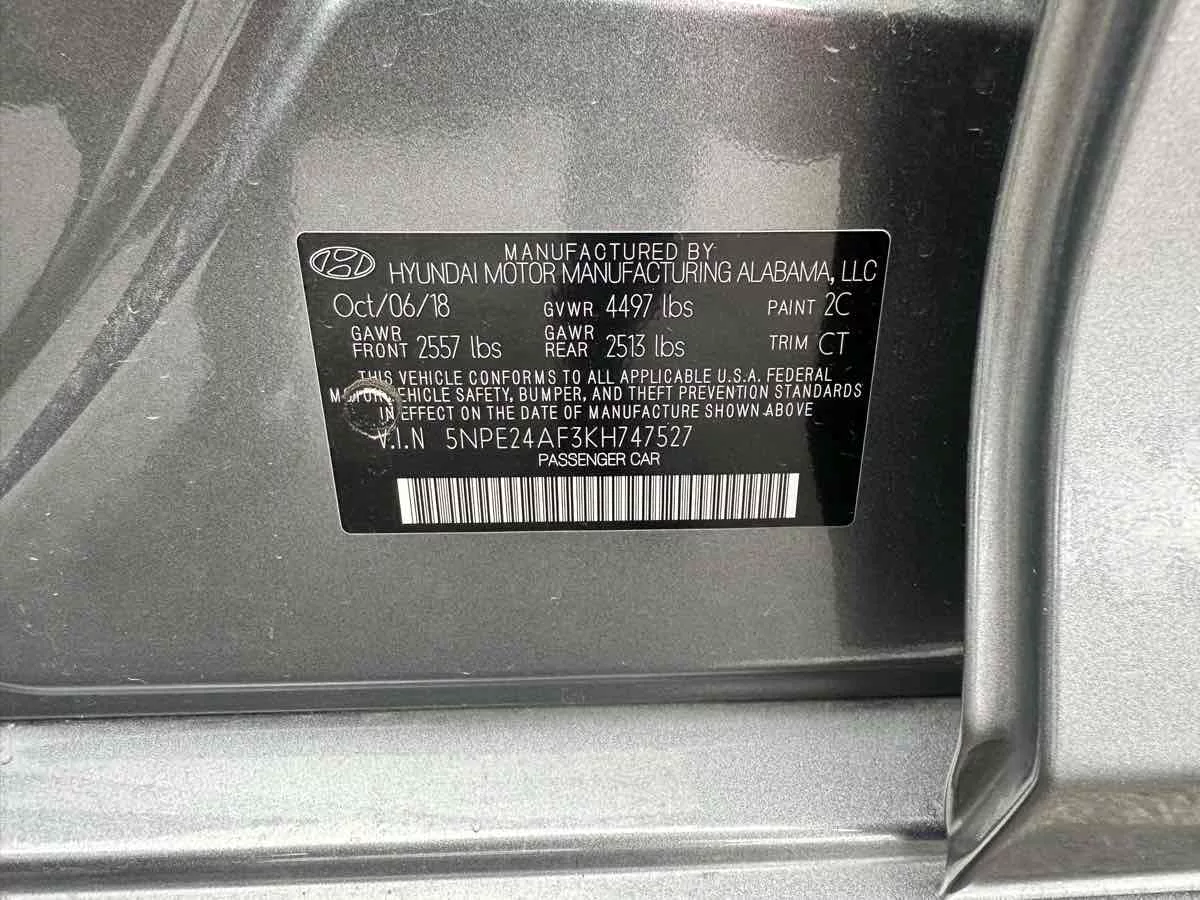 MANUFACTURED BY
HYUNDAI MOTOR MANUFACTURING ALABAMA, LLC
Oct/06/18 GVWR 4497 lbs PAINT 2C
GAWR FRONT 2557 lbs GAWR REAR 2513 lbs TRIM CT
THIS VEHICLE CONFORMS TO ALL APPLICABLE U.S.A. FEDERAL
MOTOR VEHICLE SAFETY, BUMPER, AND THEFT PREVENTION STANDARDS
IN EFFECT ON THE DATE OF MANUFACTURE SHOWN ABOVE
V.I.N 5NPE24AF3KH747527
PASSENGER CAR